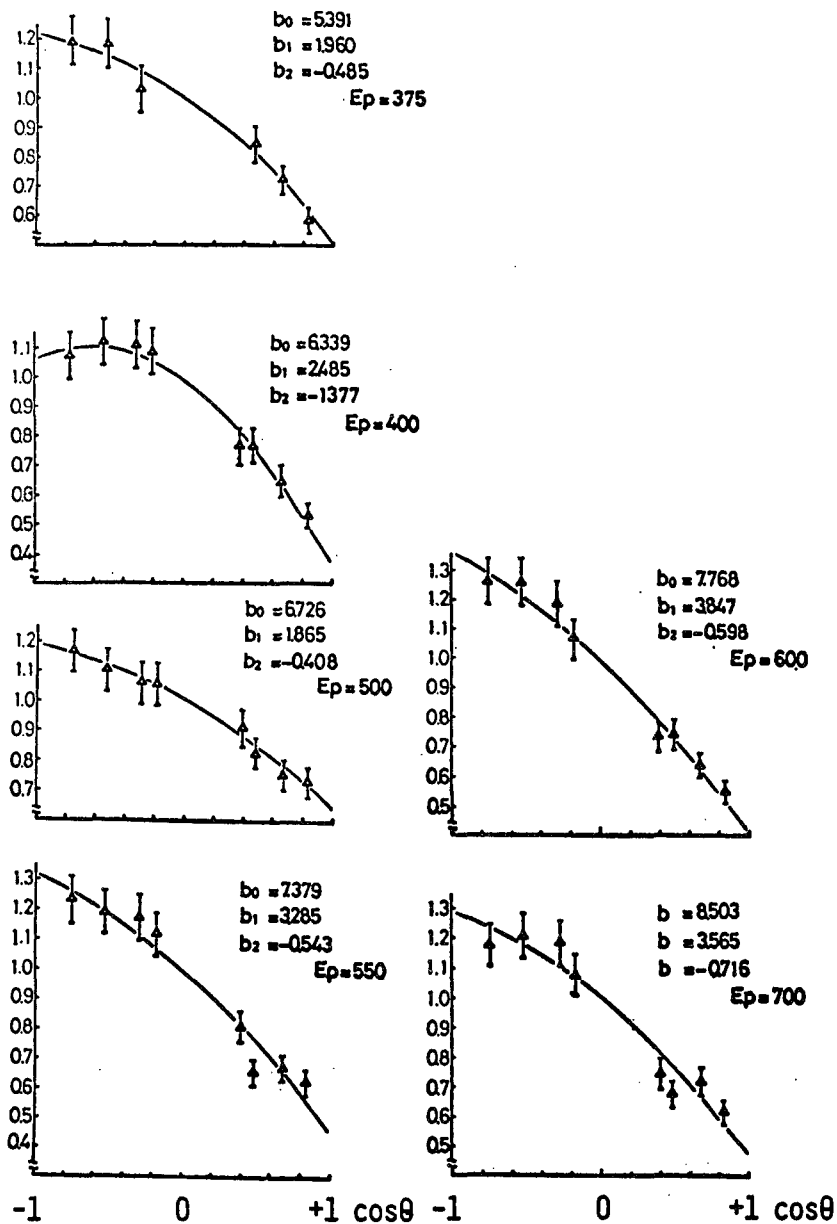 1.2
1.1
1.0
0.9
0.8
0.7
0.6
b₀ = 5.391
b₁ = 1.960
b₂ = -0.485
Ep = 375
1.1
1.0
0.9
0.8
0.7
0.6
0.5
0.4
b₀ = 6.339
b₁ = 2.485
b₂ = -1.377
Ep = 400
1.2
1.1
1.0
0.9
0.8
0.7
b₀ = 6.726
b₁ = 1.865
b₂ = -0.408
Ep = 500
1.3
1.2
1.1
1.0
0.9
0.8
0.7
0.6
0.5
b₀ = 7.768
b₁ = 3.847
b₂ = -0.598
Ep = 600
1.3
1.2
1.1
1.0
0.9
0.8
0.7
0.6
0.5
0.4
b₀ = 7.379
b₁ = 3.285
b₂ = -0.543
Ep = 550
-1 0 +1 cosθ
1.3
1.2
1.1
1.0
0.9
0.8
0.7
0.6
0.5
b = 8.503
b = 3.565
b = -0.716
Ep = 700
-1 0 +1 cosθ